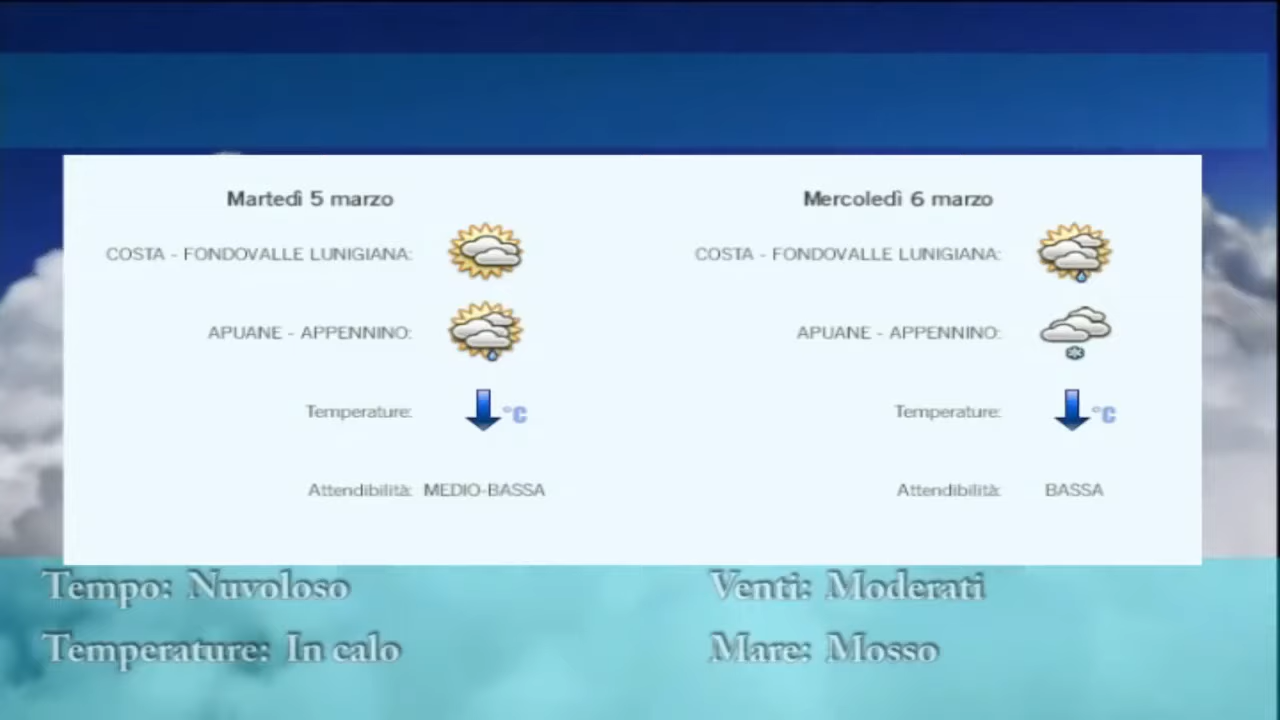 Martedì 5 marzo
COSTA - FONDOVALLE LUNIGIANA:
APUANE - APPENNINO:
Temperature: °C
Attendibilità: MEDIO-BASSA
Mercoledì 6 marzo
COSTA - FONDOVALLE LUNIGIANA:
APUANE - APPENNINO:
Temperature: °C
Attendibilità: BASSA
Tempo: Nuvoloso
Temperature: In calo
Venti: Moderati
Mare: Mosso